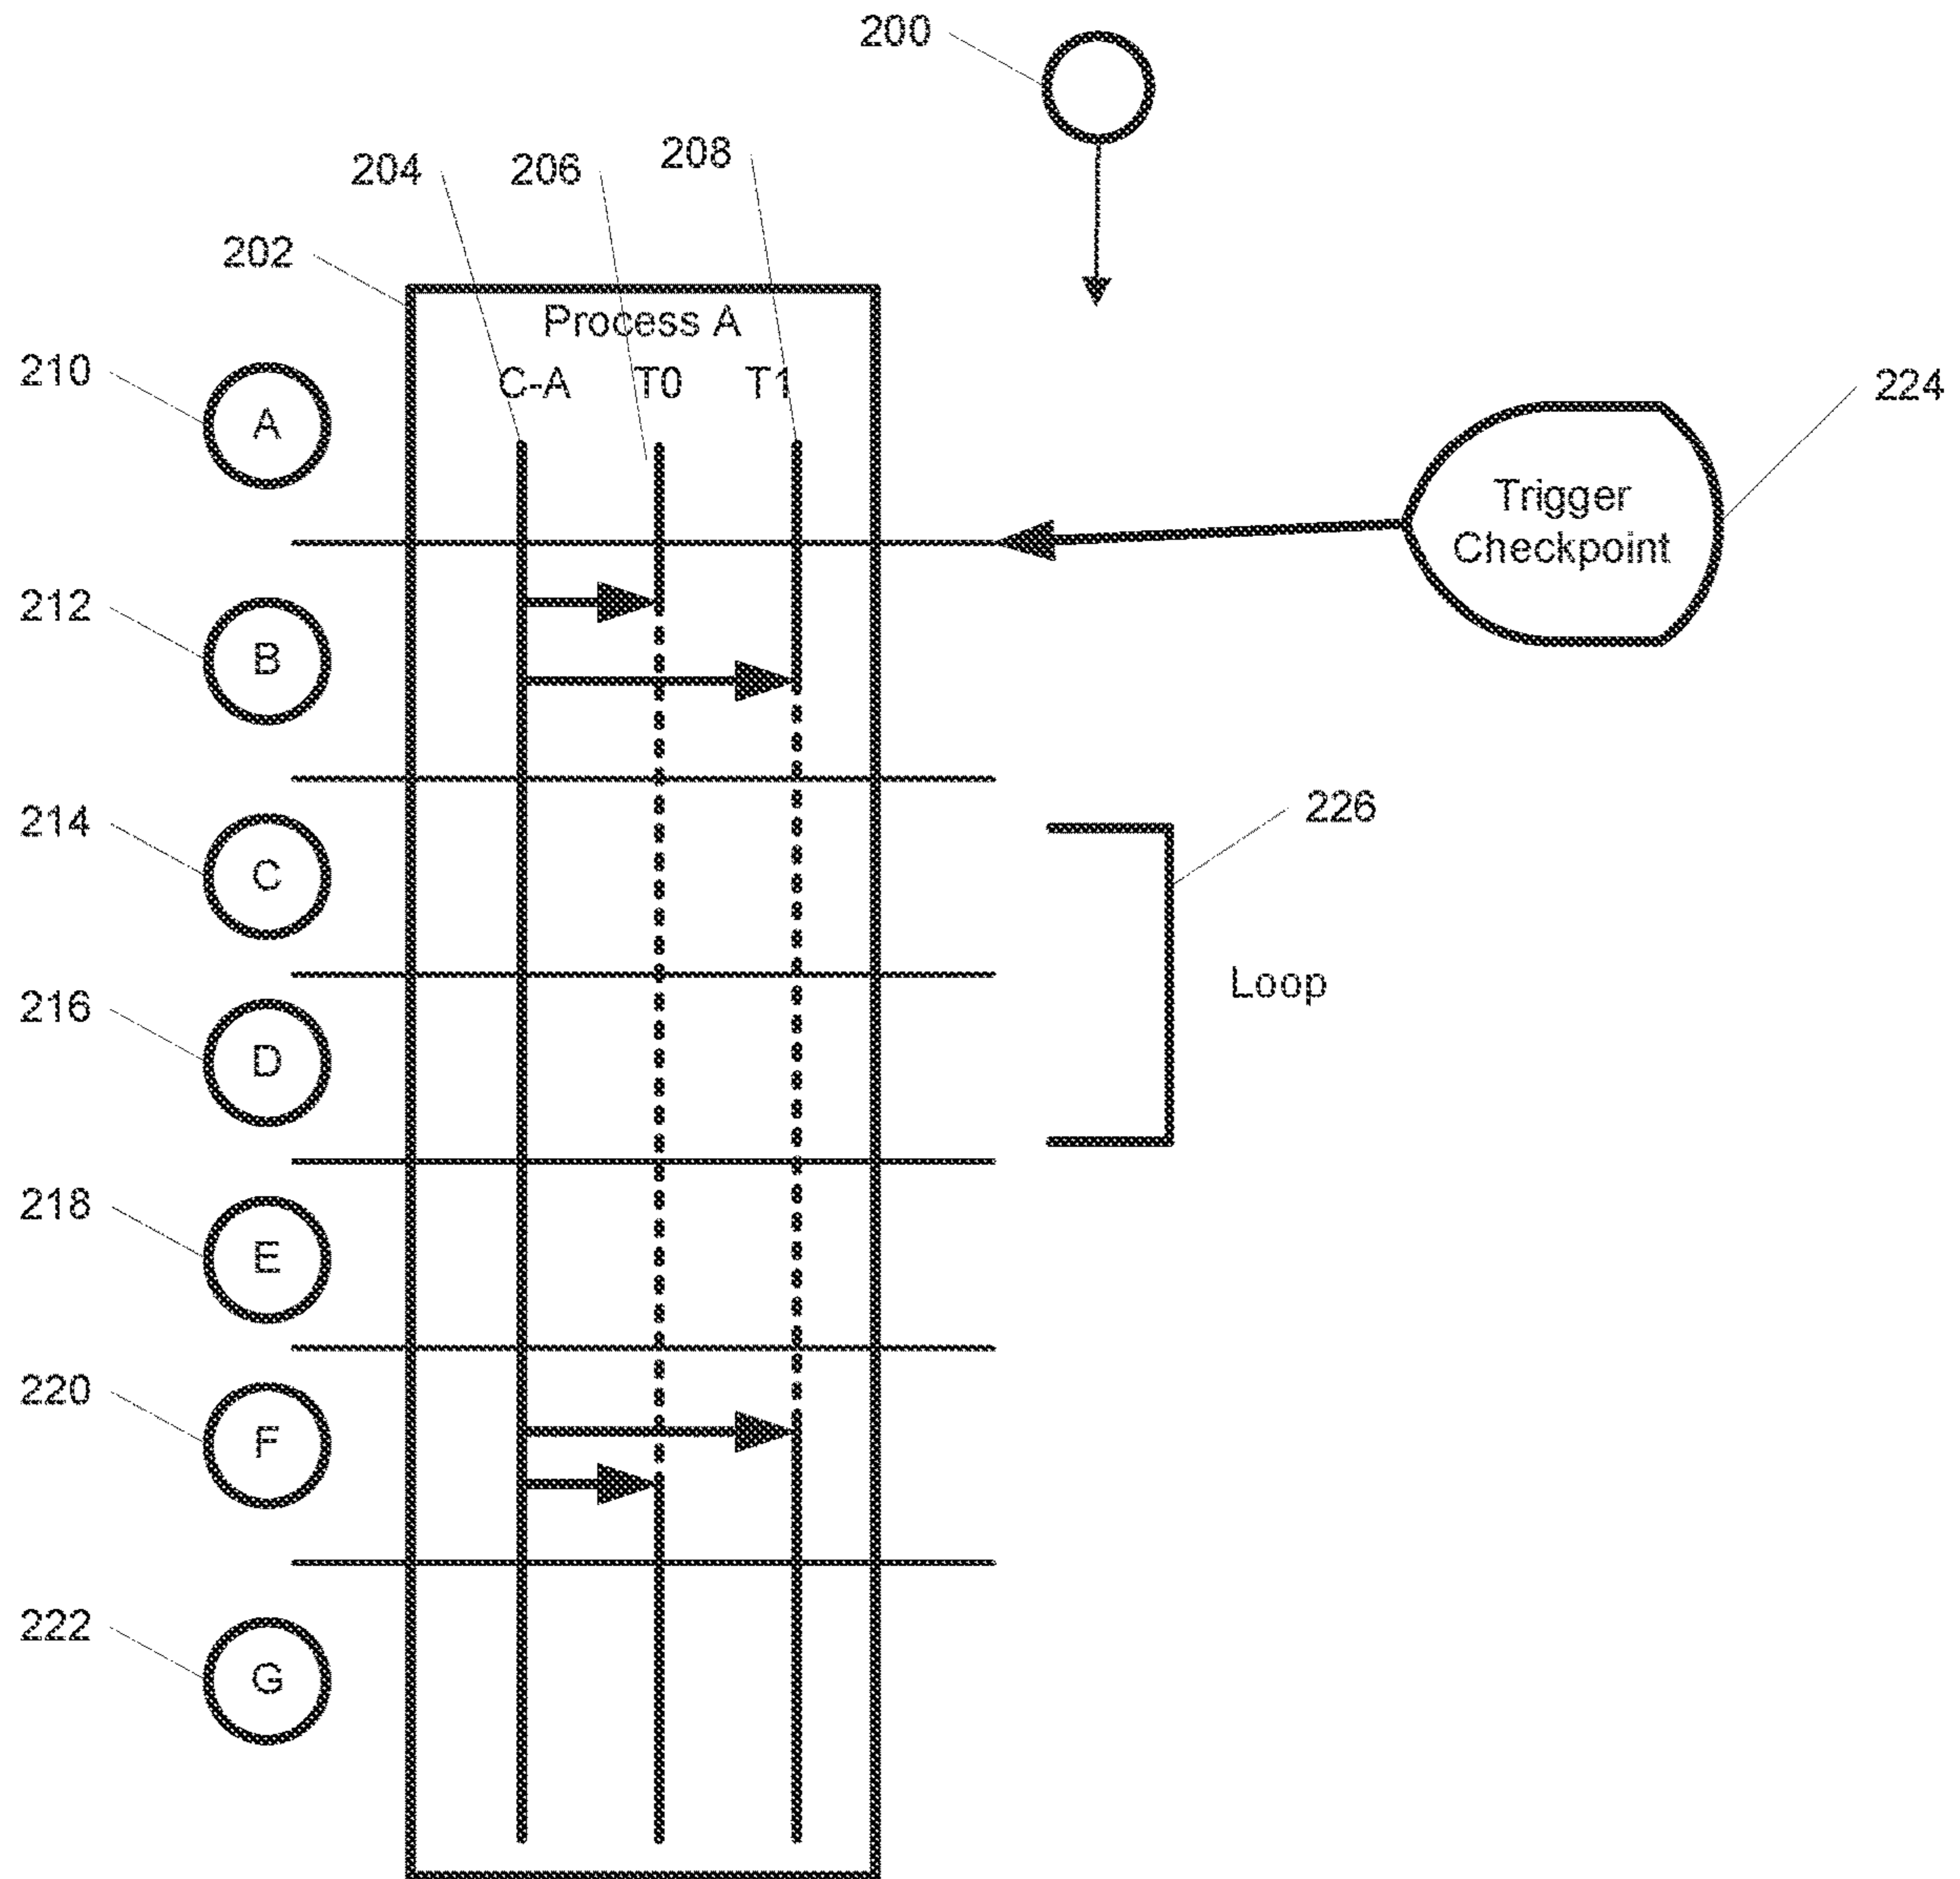 200
204 206 208
202
Process A
C-A T0 T1
210
A
224
Trigger
Checkpoint
212
B
214
C
226
Loop
216
D
218
E
220
F
222
G